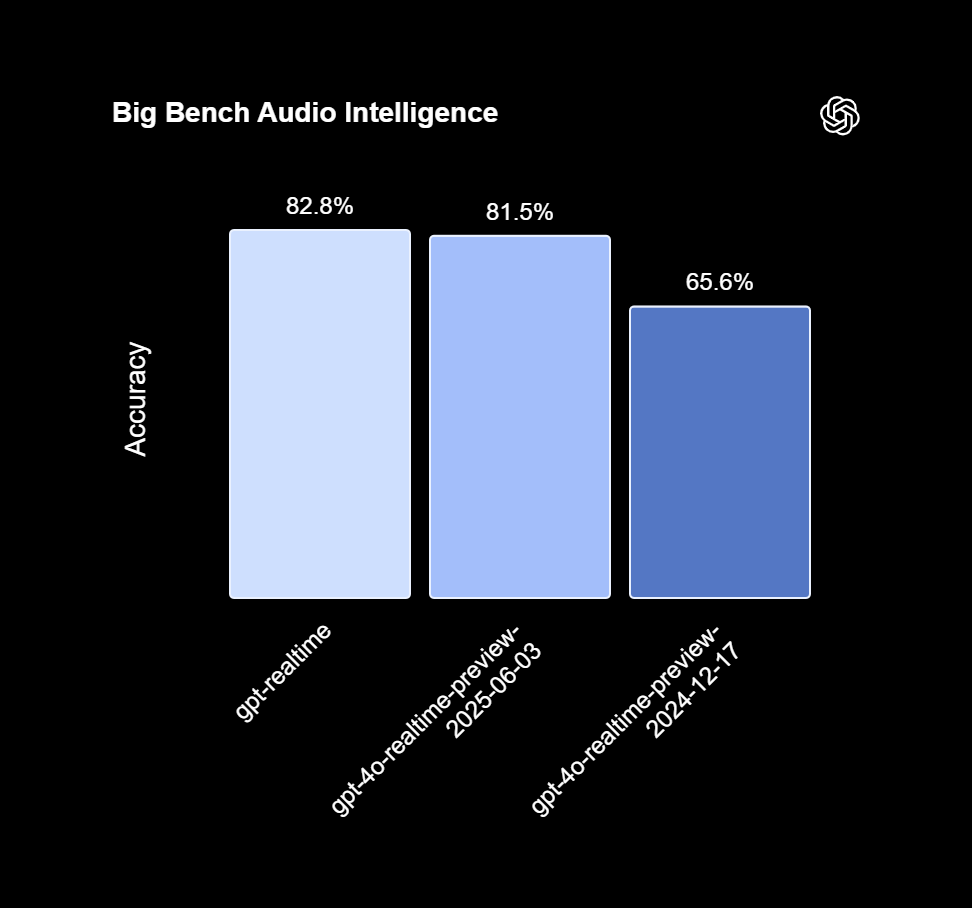 Big Bench Audio Intelligence
82.8%
81.5%
65.6%
Accuracy
gpt-realtime
gpt-4o-realtime-preview-
2025-06-03
gpt-4o-realtime-preview-
2024-12-17